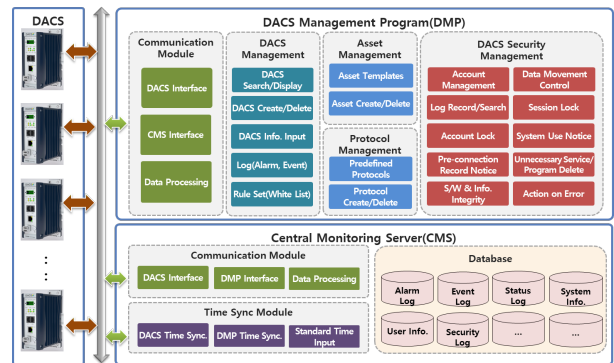 DACS
DACS Management Program(DMP)
Communication
Module
DACS Interface
CMS Interface
Data Processing
DACS
Management
DACS
Search/Display
DACS Create/Delete
DACS Info. Input
Log(Alarm, Event)
Rule Set(White List)
Asset
Management
Asset Templates
Asset Create/Delete
Protocol
Management
Predefined
Protocols
Protocol
Create/Delete
DACS Security
Management
Account
Management
Data Movement
Control
Log Record/Search
Session Lock
Account Lock
System Use Notice
Pre-connection
Record Notice
Unnecessary Service/
Program Delete
S/W & Info.
Integrity
Action on Error
Central Monitoring Server(CMS)
Communication Module
DACS Interface
DMP Interface
Data Processing
Time Sync Module
DACS Time Sync.
DMP Time Sync.
Standard Time
Input
Database
Alarm
Log
Event
Log
Status
Log
System
Info.
User Info.
Security
Log
...
...